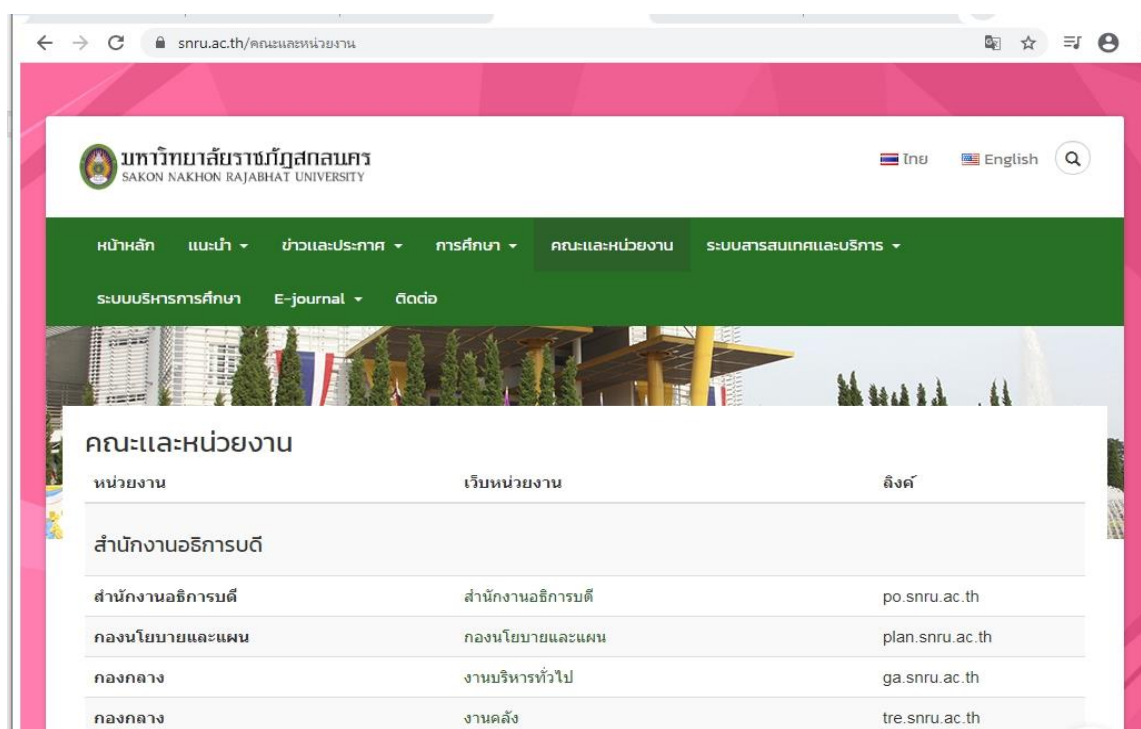 snru.ac.th/คณะและหน่วยงาน
มหาวิทยาลัยราชภัฏสกลนคร
SAKON NAKHON RAJABHAT UNIVERSITY
ไทย English
หน้าหลัก แนะนำ ข่าวและประกาศ การศึกษา คณะและหน่วยงาน ระบบสารสนเทศและบริการ
ระบบบริหารการศึกษา E-journal ติดต่อ
คณะและหน่วยงาน
หน่วยงาน เว็บหน่วยงาน ลิงค์
สำนักงานอธิการบดี
สำนักงานอธิการบดี สำนักงานอธิการบดี po.snru.ac.th
กองนโยบายและแผน กองนโยบายและแผน plan.snru.ac.th
กองกลาง งานบริหารทั่วไป ga.snru.ac.th
กองกลาง งานคลัง tre.snru.ac.th